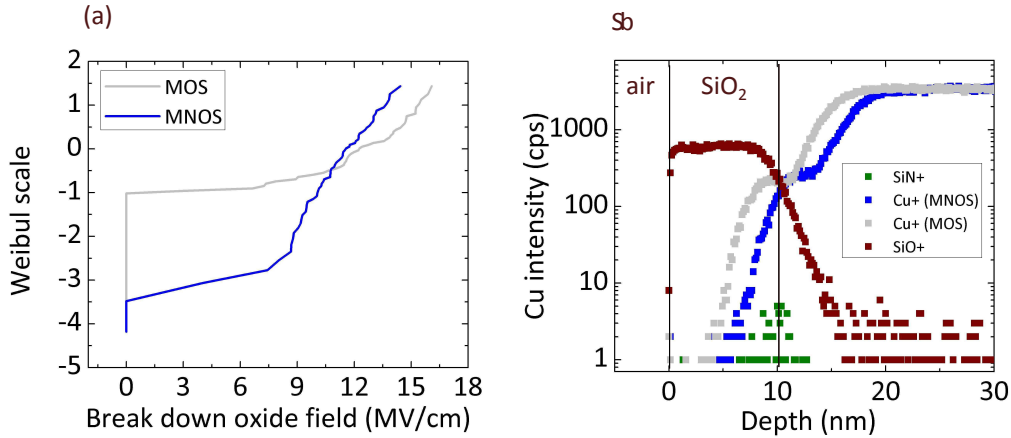 (a)
Weibul scale
2
1
0
-1
-2
-3
-4
-5
MOS
MNOS
0 3 6 9 12 15 18
Break down oxide field (MV/cm)
Sb
Cu intensity (cps)
1000
100
10
1
air SiO₂
SiN+
Cu+ (MNOS)
Cu+ (MOS)
SiO+
0 10 20 30
Depth (nm)